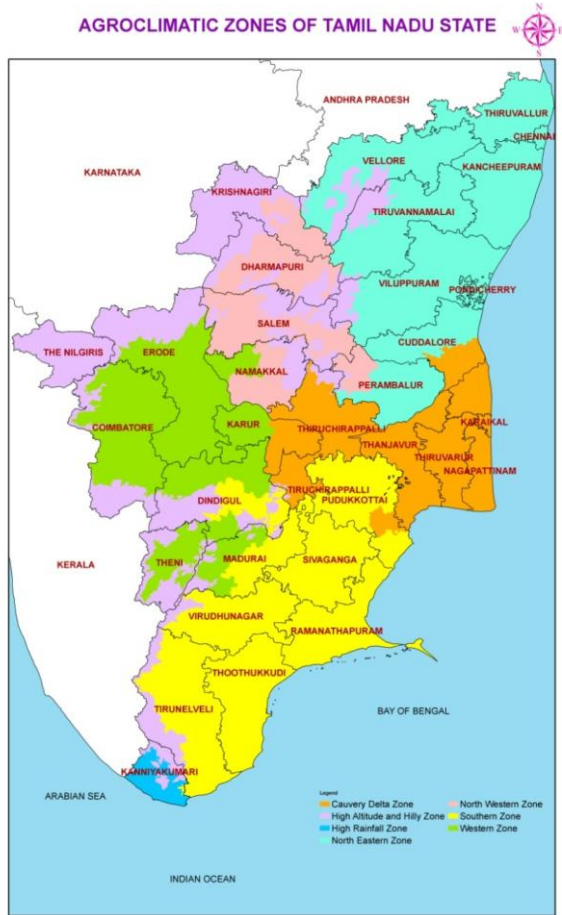 AGROCLIMATIC ZONES OF TAMIL NADU STATE
N
W
E
S
N
ANDHRA PRADESH
THIRUVALLUR
CHENNAI
KARNATAKA
VELLORE
KANCHEEPURAM
KRISHNAGIRI
TIRUVANNAMALAI
DHARMAPURI
VILUPPURAM
PONDICHERRY
SALEM
THE NILGIRIS
ERODE
CUDDALORE
NAMAKKAL
PERAMBALUR
COIMBATORE
KARUR
THIRUCHIRAPPALLI
KARAIKAL
THANJAVUR
THIRUVARUR
NAGAPATTINAM
DINDIGUL
TIRUCHIRAPPALLI
PUDUKKOTTAI
KERALA
THENI
MADURAI
SIVAGANGA
VIRUDHUNAGAR
RAMANATHAPURAM
THOOTHUKKUDI
TIRUNELVELI
BAY OF BENGAL
KANNIYAKUMARI
ARABIAN SEA
Legend
Cauvery Delta Zone
High Altitude and Hilly Zone
High Rainfall Zone
North Eastern Zone
North Western Zone
Southern Zone
Western Zone
INDIAN OCEAN